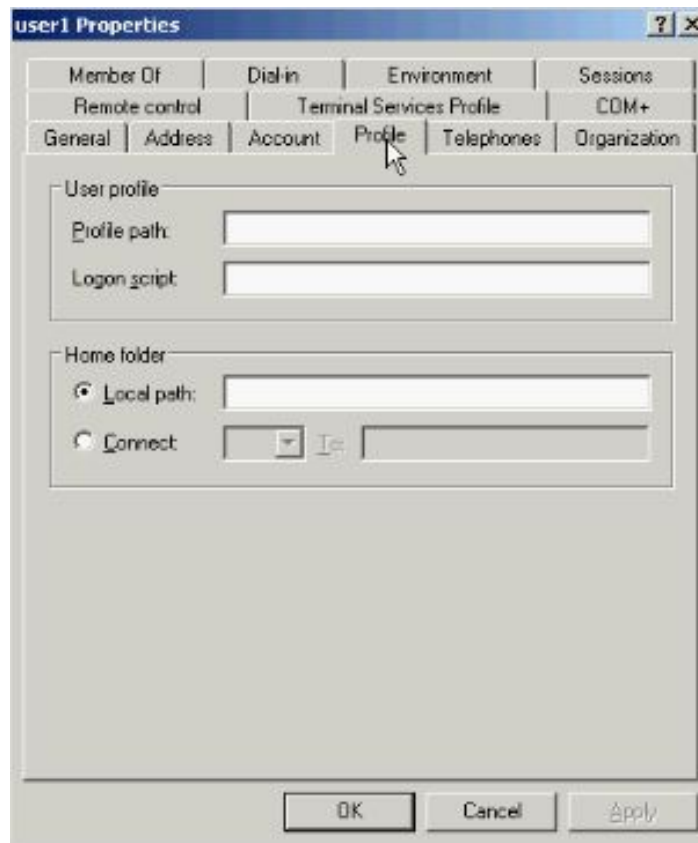 user1 Properties
Member Of Dial-in Environment Sessions
Remote control Terminal Services Profile COM+
General Address Account Profile Telephones Organization
User profile
Profile path:
Logon script:
Home folder
Local path:
Connect: To:
OK Cancel Apply